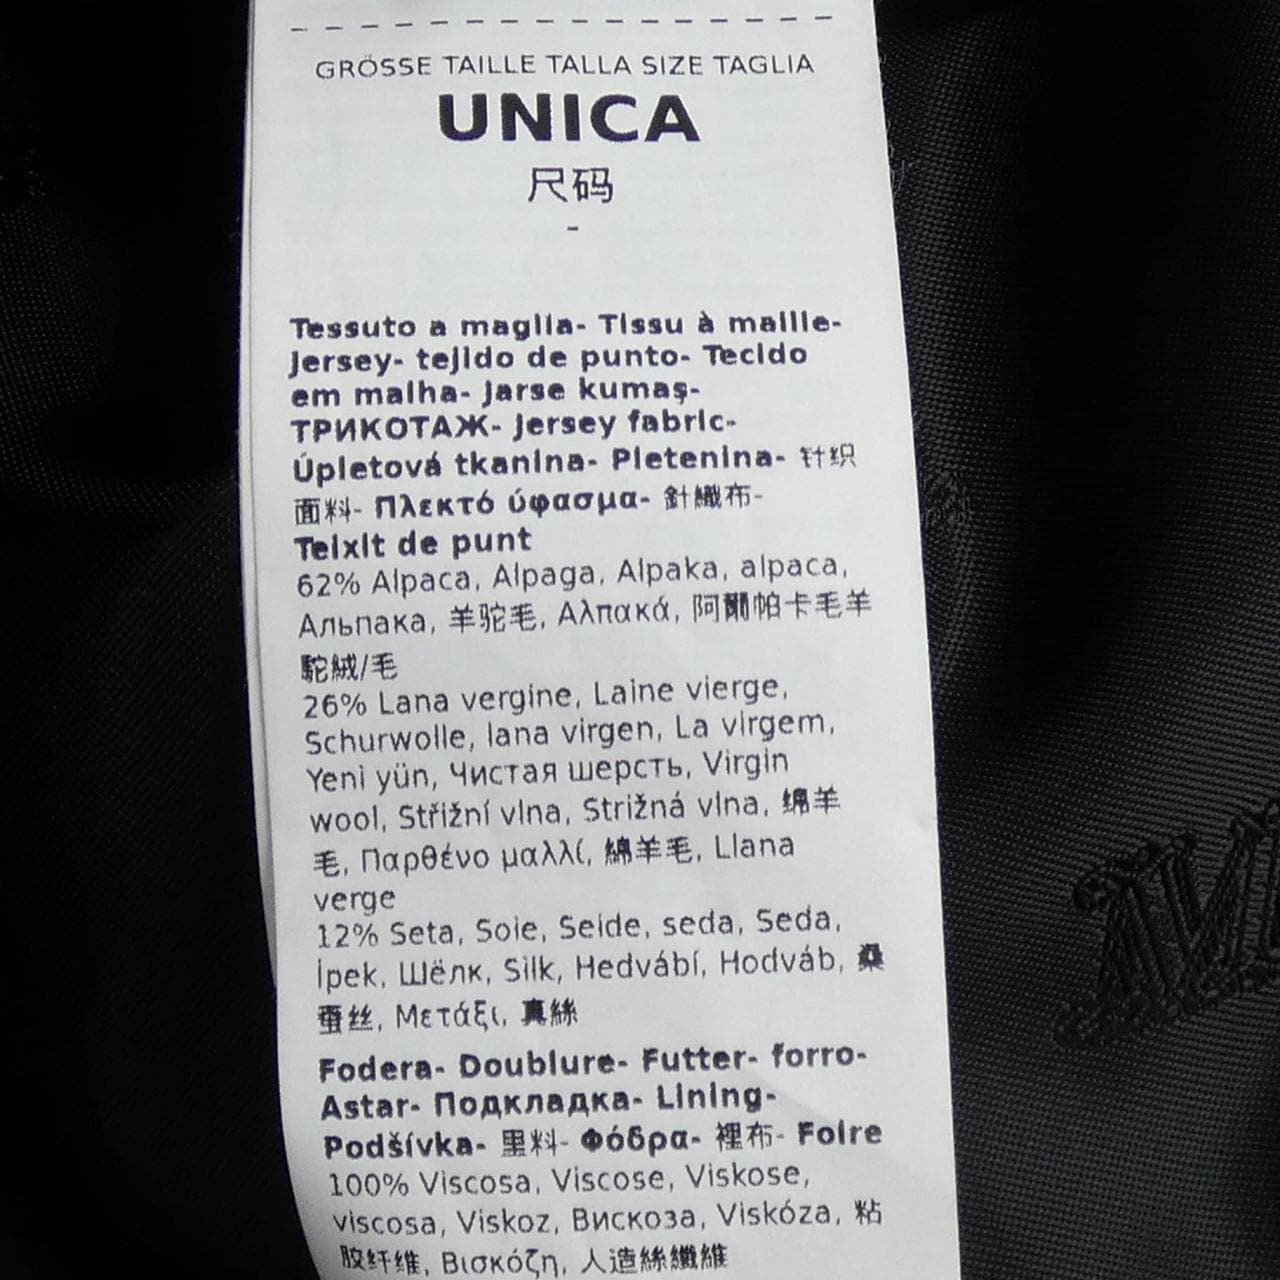 GRÖSSE TAILLE TALLA SIZE TAGLIA
UNICA
尺码
-
Tessuto a maglia- Tissu à maille-
Jersey- tejido de punto- Tecido
em malha- Jarse kumaş-
ТРИКОТАЖ- Jersey fabric-
Úpletová tkanina- Pletenina- 针织
面料- Πλεκτό ύφασμα- 針織布-
Teixit de punt
62% Alpaca, Alpaga, Alpaka, alpaca,
Альпака, 羊驼毛, Αλπακά, 阿爾帕卡毛羊
駝絨/毛
26% Lana vergine, Laine vierge,
Schurwolle, lana virgen, La virgem,
Yeni yün, Чистая шерсть, Virgin
wool, Střižní vlna, Strižná vlna, 绵羊
毛, Παρθένο μαλλί, 綿羊毛, Llana
verge
12% Seta, Soie, Seide, seda, Seda,
İpek, Шёлк, Silk, Hedvábí, Hodváb, 桑
蚕丝, Μετάξι, 真絲
Fodera- Doublure- Futter- forro-
Astar- Подкладка- Lining-
Podšívka- 里料- Φόδρα- 裡布- Folre
100% Viscosa, Viscose, Viskose,
viscosa, Viskoz, Вискоза, Viskóza, 粘
胶纤维, Βισκόζη, 人造絲纖維